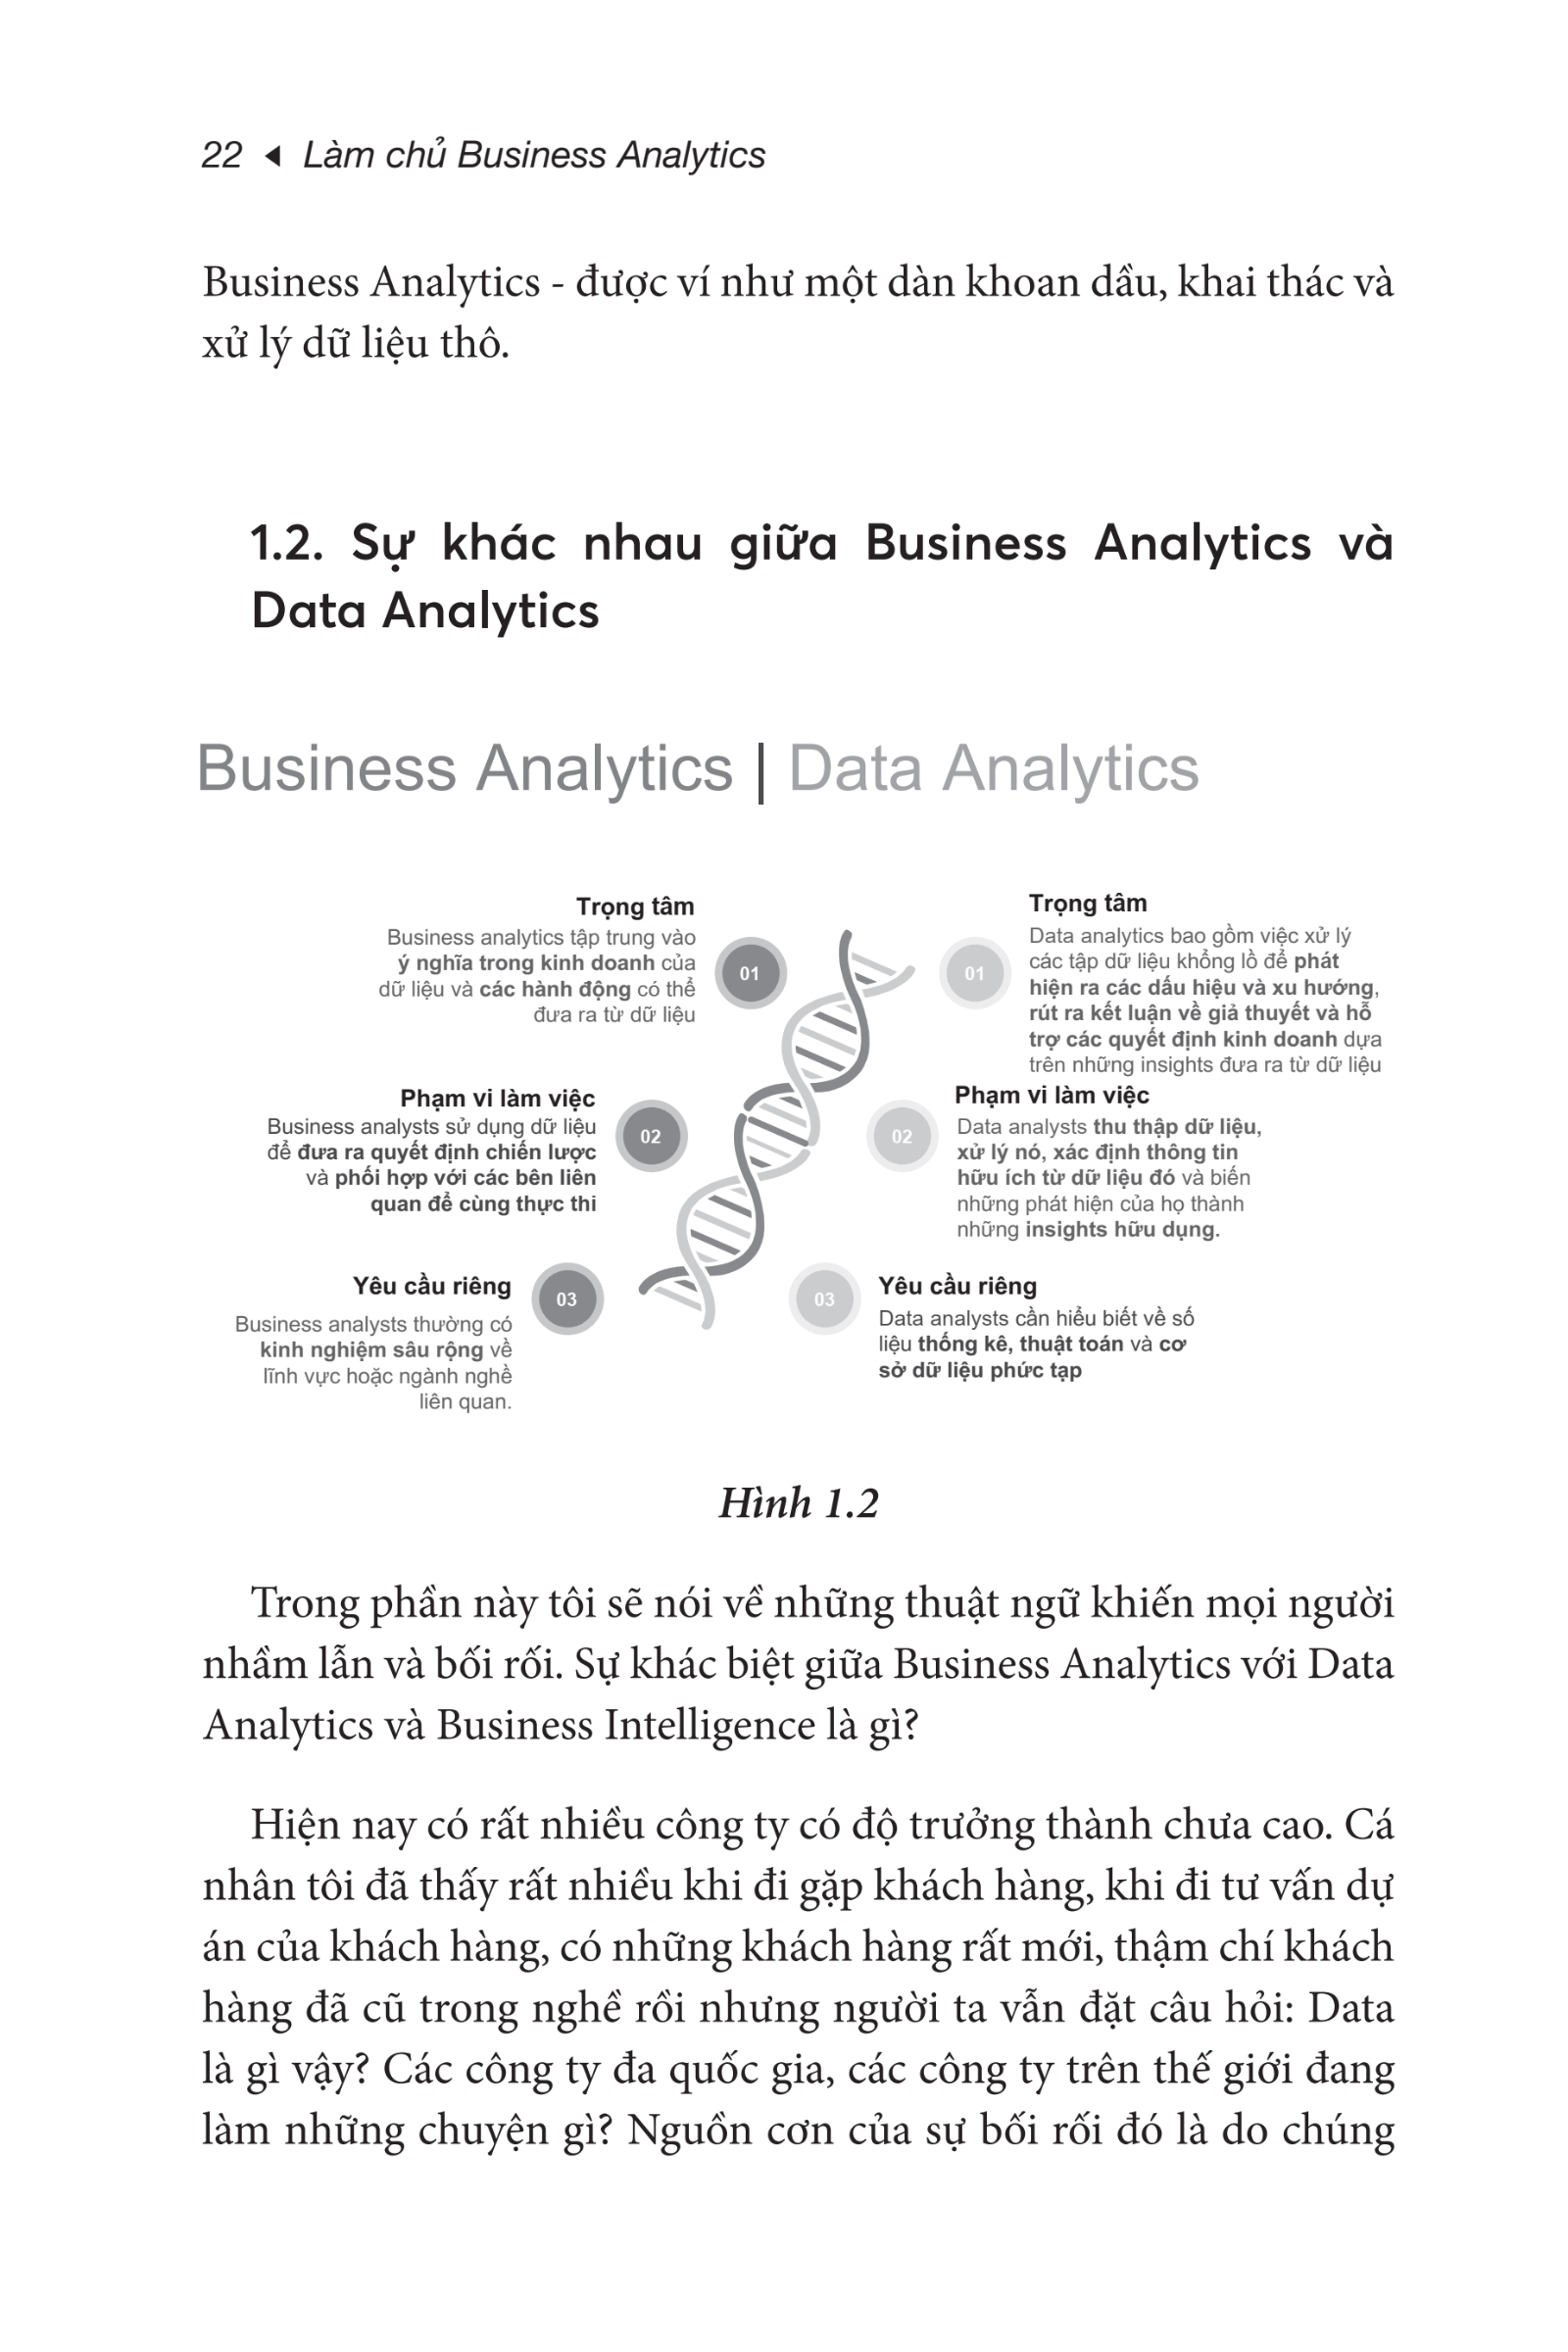 22 ◀ Làm chủ Business Analytics
Business Analytics - được ví như một dàn khoan dầu, khai thác và
xử lý dữ liệu thô.
1.2. Sự khác nhau giữa Business Analytics và
Data Analytics
Business Analytics | Data Analytics
Trọng tâm
Business analytics tập trung vào
ý nghĩa trong kinh doanh của
dữ liệu và các hành động có thể
đưa ra từ dữ liệu
01
01
Trọng tâm
Data analytics bao gồm việc xử lý
các tập dữ liệu khổng lồ để phát
hiện ra các dấu hiệu và xu hướng,
rút ra kết luận về giả thuyết và hỗ
trợ các quyết định kinh doanh dựa
trên những insights đưa ra từ dữ liệu
Phạm vi làm việc
Business analysts sử dụng dữ liệu
để đưa ra quyết định chiến lược
và phối hợp với các bên liên
quan để cùng thực thi
02
02
Phạm vi làm việc
Data analysts thu thập dữ liệu,
xử lý nó, xác định thông tin
hữu ích từ dữ liệu đó và biến
những phát hiện của họ thành
những insights hữu dụng.
Yêu cầu riêng
Business analysts thường có
kinh nghiệm sâu rộng về
lĩnh vực hoặc ngành nghề
liên quan.
03
03
Yêu cầu riêng
Data analysts cần hiểu biết về số
liệu thống kê, thuật toán và cơ
sở dữ liệu phức tạp
Hình 1.2
Trong phần này tôi sẽ nói về những thuật ngữ khiến mọi người
nhầm lẫn và bối rối. Sự khác biệt giữa Business Analytics với Data
Analytics và Business Intelligence là gì?
Hiện nay có rất nhiều công ty có độ trưởng thành chưa cao. Cá
nhân tôi đã thấy rất nhiều khi đi gặp khách hàng, khi đi tư vấn dự
án của khách hàng, có những khách hàng rất mới, thậm chí khách
hàng đã cũ trong nghề rồi nhưng người ta vẫn đặt câu hỏi: Data
là gì vậy? Các công ty đa quốc gia, các công ty trên thế giới đang
làm những chuyện gì? Nguồn cơn của sự bối rối đó là do chúng